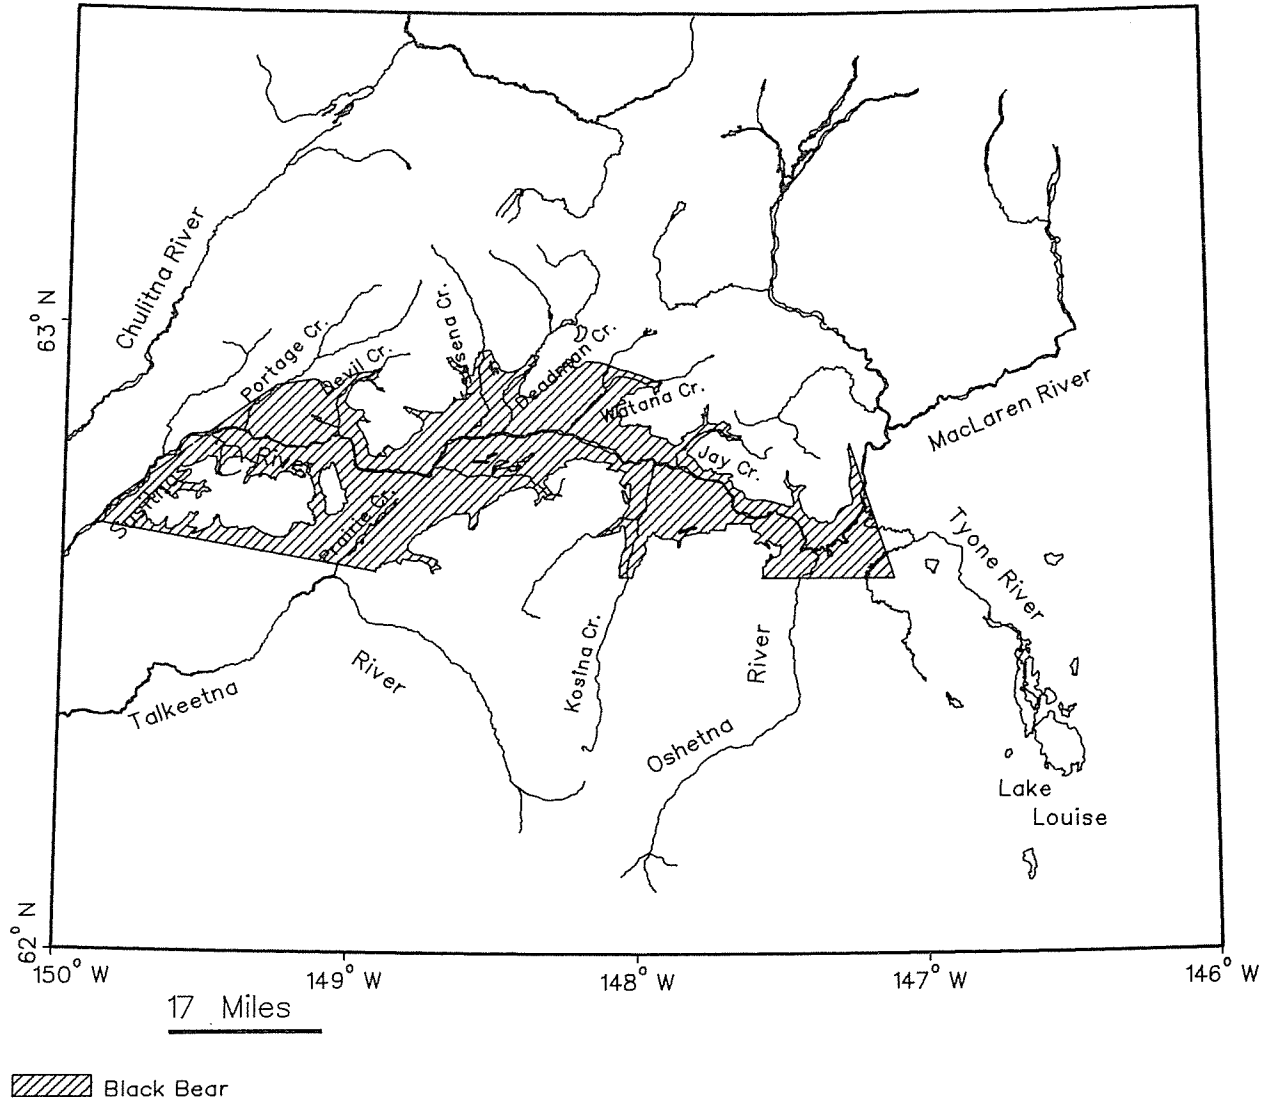 Chulitna River
63° N
Portage Cr.
Devil Cr.
Tsusena Cr.
Deadman Cr.
Watana Cr.
MacLaren River
Jay Cr.
Susitna River
Prairie Cr.
Tyone River
Talkeetna River
Kosina Cr.
Oshetna River
Lake
Louise
62° N
150° W
149° W
148° W
147° W
146° W
17 Miles
Black Bear